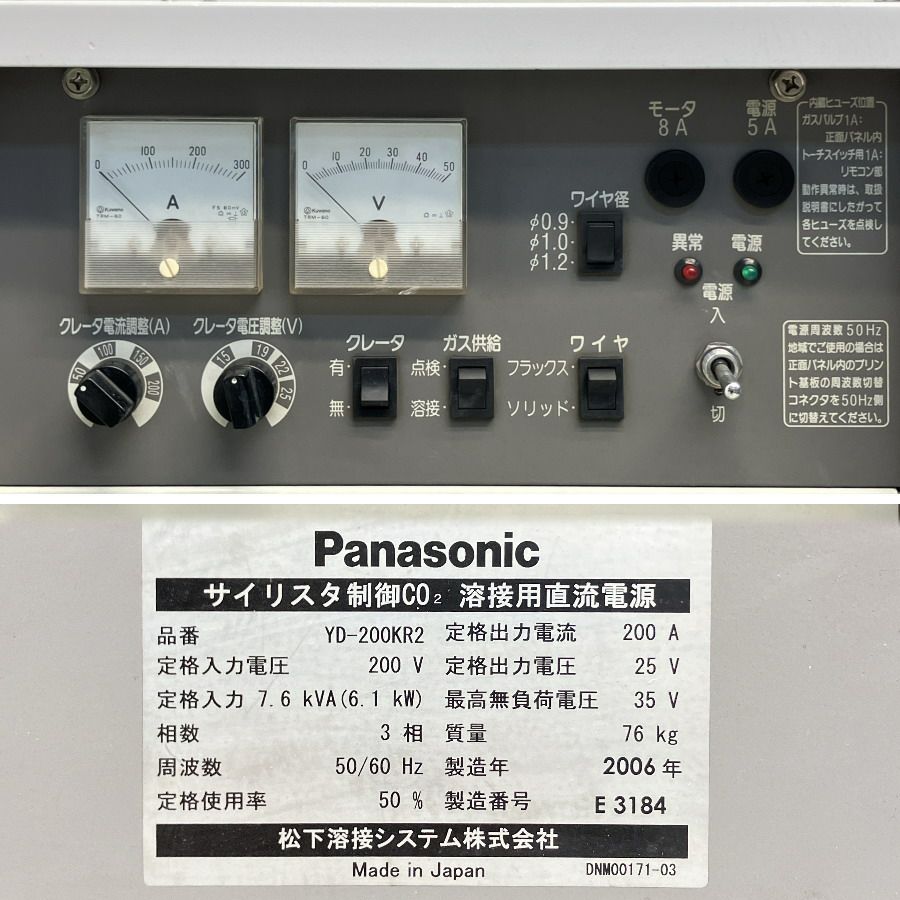 0 100 200 300
A
Kuwano
TRM-60
FS 60mV
0 10 20 30 40 50
V
Kuwano
TRM-60
モータ
8A
電源
5A
内蔵ヒューズ位置
ガスバルブ1A:
正面パネル内
トーチスイッチ用1A:
リモコン部
動作異常時は、取扱
説明書にしたがって
各ヒューズを点検し
てください。
ワイヤ径
φ0.9
φ1.0
φ1.2
異常
電源
電源
入
切
クレータ電流調整(A)
50 100 150 200
クレータ電圧調整(V)
15 19 22 25
クレータ
有
無
ガス供給
点検
溶接
ワイヤ
フラックス
ソリッド
電源周波数50Hz
地域でご使用の場合は
正面パネル内のプリン
ト基板の周波数切替
コネクタを50Hz側
に切替えてください。
Panasonic
サイリスタ制御CO₂ 溶接用直流電源
品番 YD-200KR2 定格出力電流 200 A
定格入力電圧 200 V 定格出力電圧 25 V
定格入力 7.6 kVA(6.1 kW) 最高無負荷電圧 35 V
相数 3 相 質量 76 kg
周波数 50/60 Hz 製造年 2006 年
定格使用率 50 % 製造番号 E 3184
松下溶接システム株式会社
Made in Japan DNM00171-03